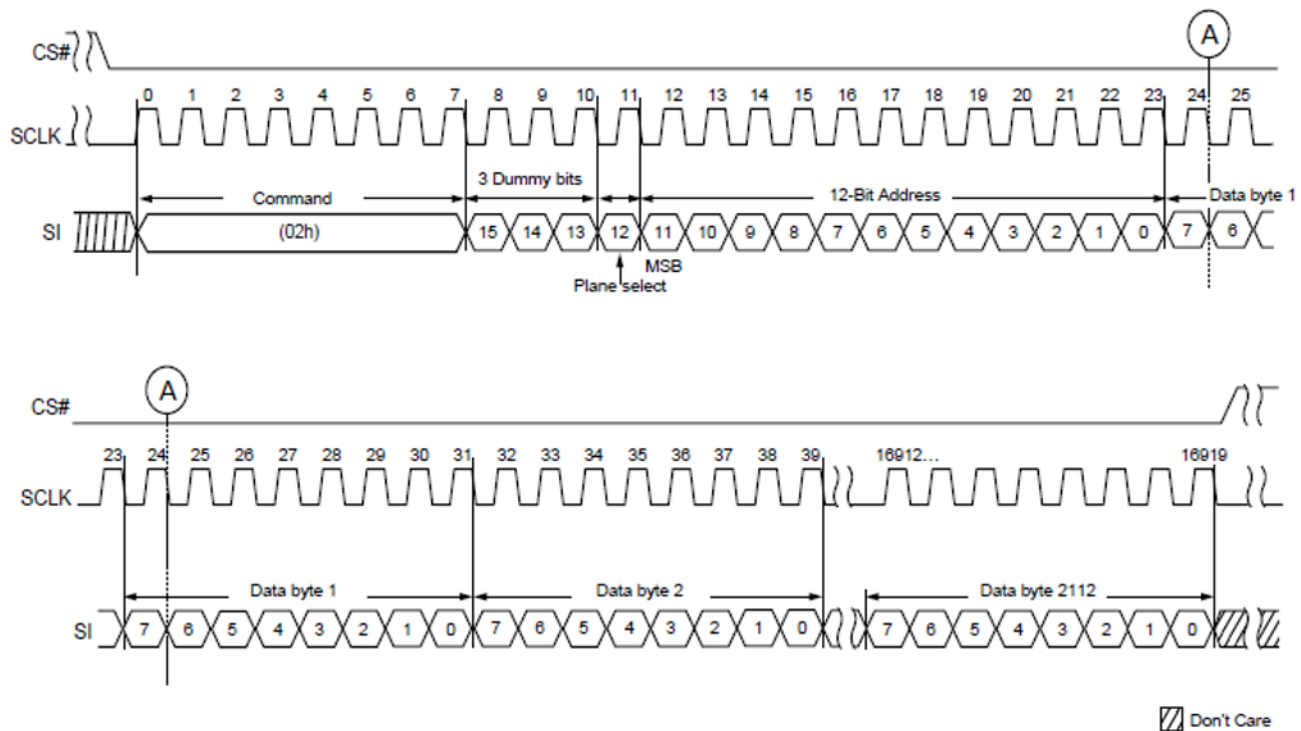 A
CS#
0 1 2 3 4 5 6 7 8 9 10 11 12 13 14 15 16 17 18 19 20 21 22 23 24 25
SCLK
3 Dummy bits
Command 12-Bit Address Data byte 1
SI (02h) 15 14 13 12 11 10 9 8 7 6 5 4 3 2 1 0 7 6
MSB
Plane select
A
CS#
23 24 25 26 27 28 29 30 31 32 33 34 35 36 37 38 39 16912... 16919
SCLK
Data byte 1 Data byte 2 Data byte 2112
SI 7 6 5 4 3 2 1 0 7 6 5 4 3 2 1 0 7 6 5 4 3 2 1 0
Don't Care